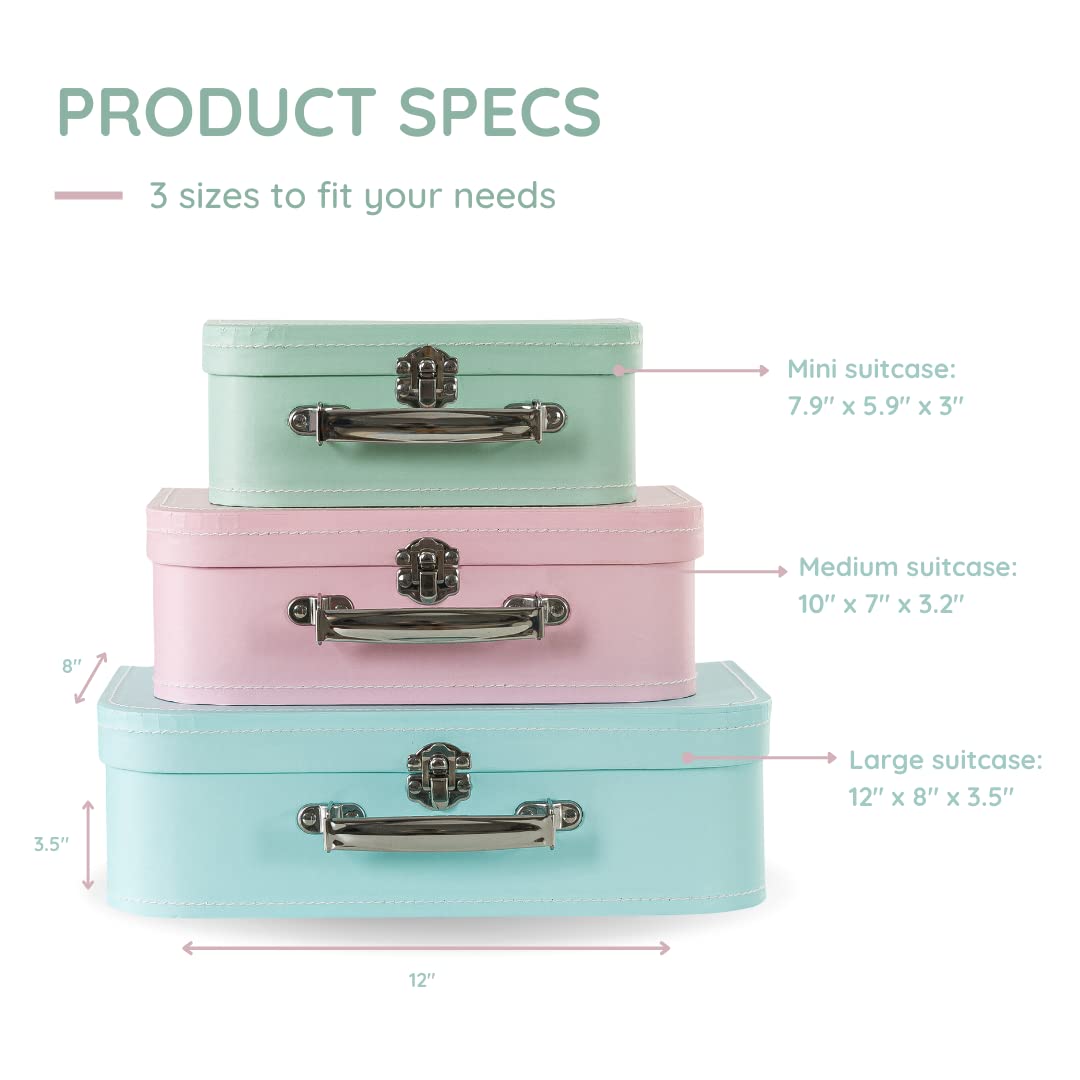 PRODUCT SPECS
3 sizes to fit your needs
Mini suitcase:
7.9" x 5.9" x 3"
Medium suitcase:
10" x 7" x 3.2"
8"
Large suitcase:
12" x 8" x 3.5"
3.5"
12"